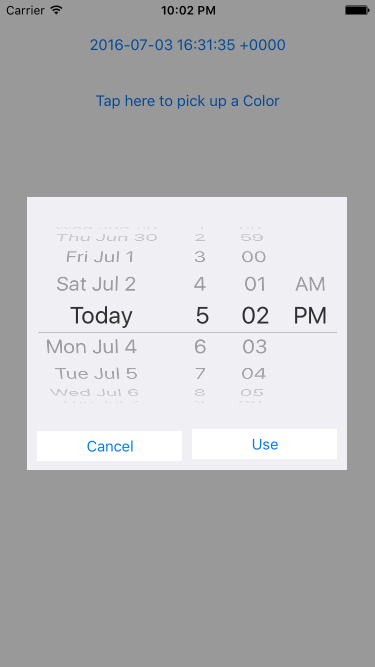 Carrier 10:02 PM
2016-07-03 16:31:35 +0000
Tap here to pick up a Color
Thu Jun 30 2 59
Fri Jul 1 3 00
Sat Jul 2 4 01 AM
Today 5 02 PM
Mon Jul 4 6 03
Tue Jul 5 7 04
Wed Jul 6 8 05
Cancel Use